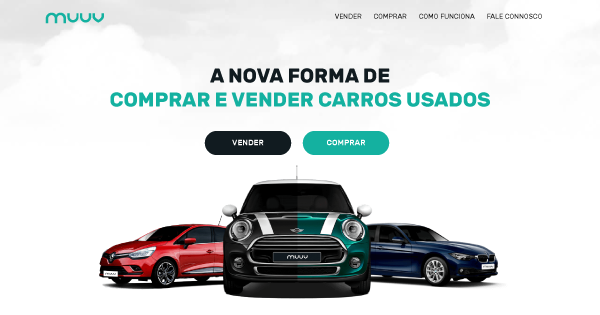 muuv
VENDER COMPRAR COMO FUNCIONA FALE CONNOSCO
A NOVA FORMA DE
COMPRAR E VENDER CARROS USADOS
VENDER COMPRAR
muuv